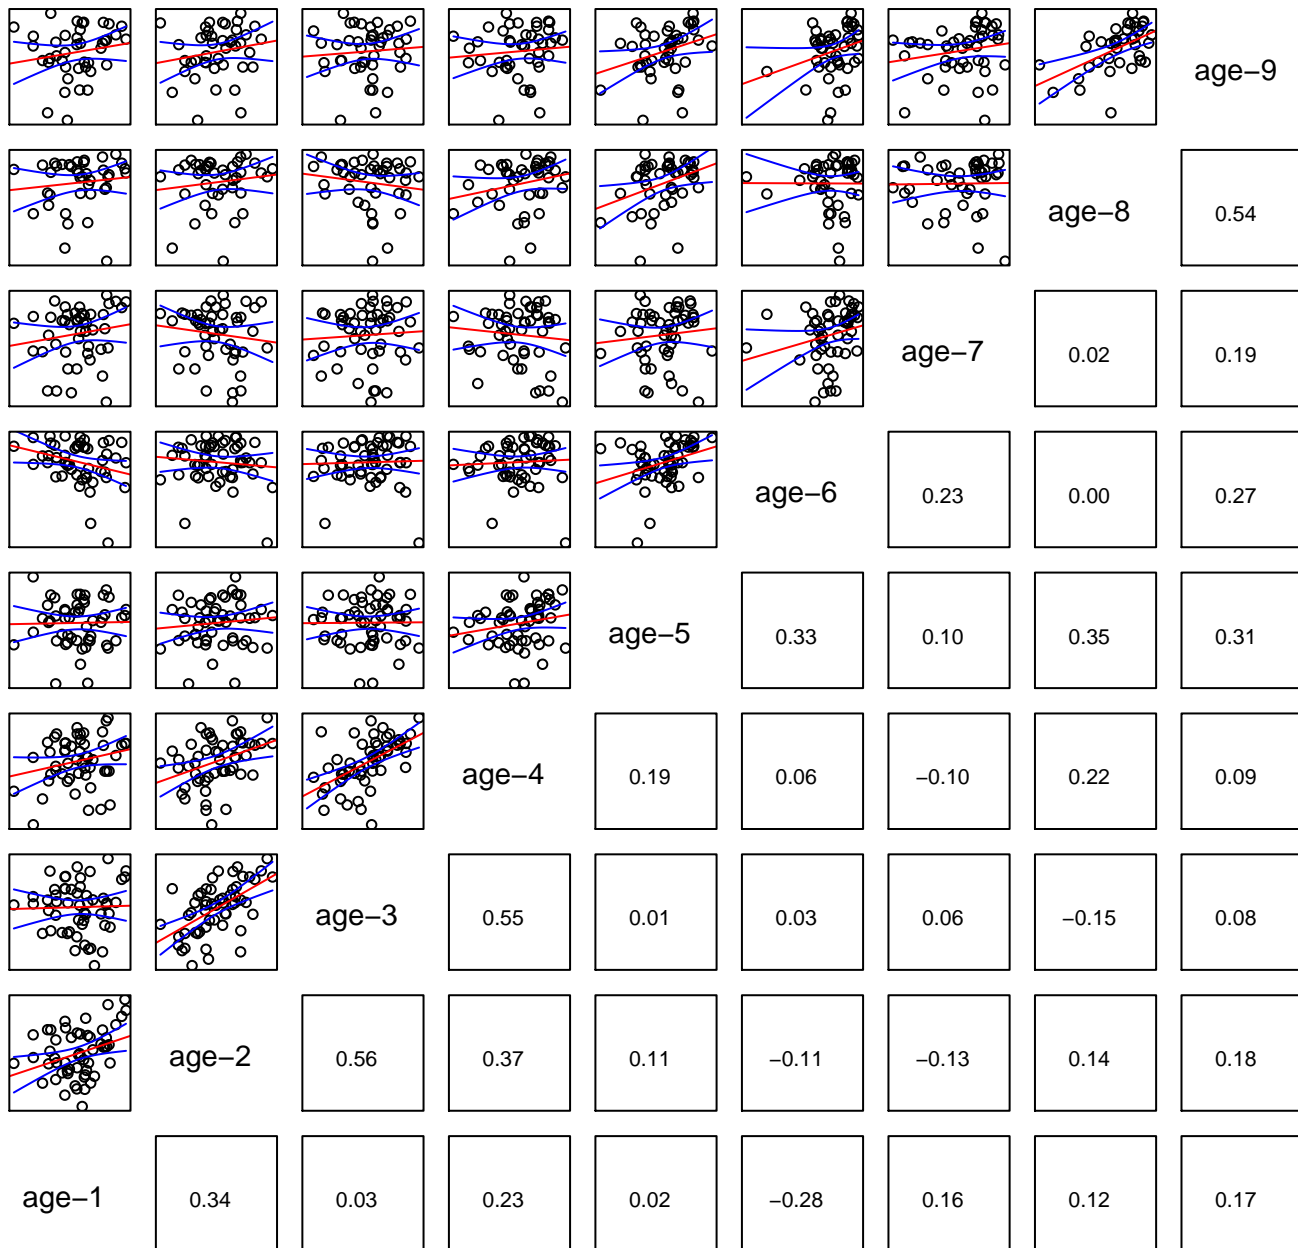 age−9
age−8 0.54
age−7 0.02 0.19
age−6 0.23 0.00 0.27
age−5 0.33 0.10 0.35 0.31
age−4 0.19 0.06 −0.10 0.22 0.09
age−3 0.55 0.01 0.03 0.06 −0.15 0.08
age−2 0.56 0.37 0.11 −0.11 −0.13 0.14 0.18
age−1 0.34 0.03 0.23 0.02 −0.28 0.16 0.12 0.17